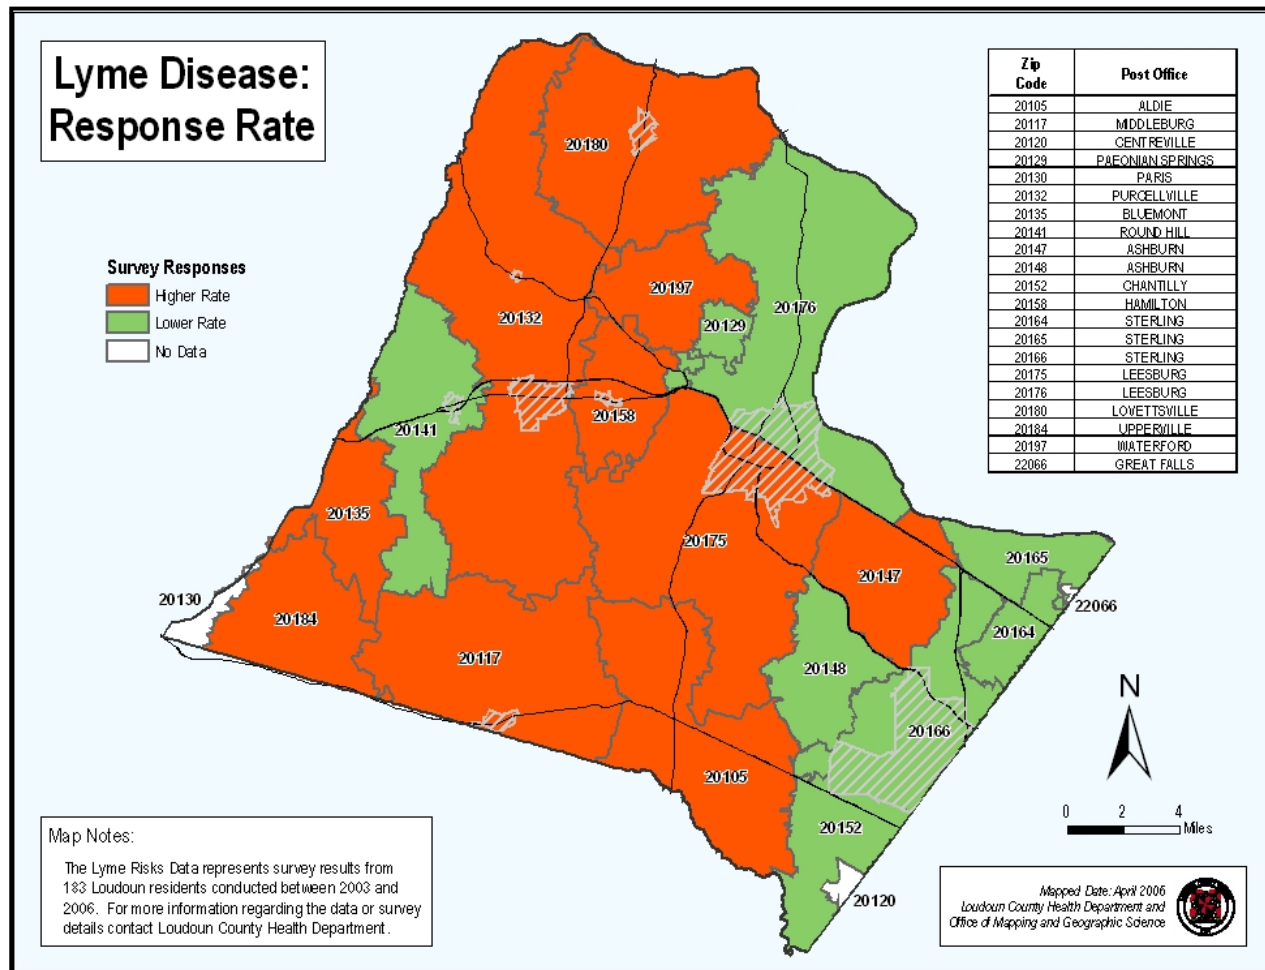 Lyme Disease:
Response Rate
Survey Responses
Higher Rate
Lower Rate
No Data
Zip Code Post Office
20105 ALDIE
20117 MIDDLEBURG
20120 CENTREVILLE
20129 PAEONIAN SPRINGS
20130 PARIS
20132 PURCELLVILLE
20135 BLUEMONT
20141 ROUND HILL
20147 ASHBURN
20148 ASHBURN
20152 CHANTILLY
20158 HAMILTON
20164 STERLING
20165 STERLING
20166 STERLING
20175 LEESBURG
20176 LEESBURG
20180 LOVETTSVILLE
20184 UPPERVILLE
20197 WATERFORD
22066 GREAT FALLS
20180
20197
20176
20132
20129
20158
20141
20135
20175
20165
20147
20130
22066
20184
20164
20117
20148
20166
20105
20152
20120
N
0 2 4
Miles
Map Notes:
The Lyme Risks Data represents survey results from
183 Loudoun residents conducted between 2003 and
2006. For more information regarding the data or survey
details contact Loudoun County Health Department.
Mapped Date: April 2006
Loudoun County Health Department and
Office of Mapping and Geographic Science